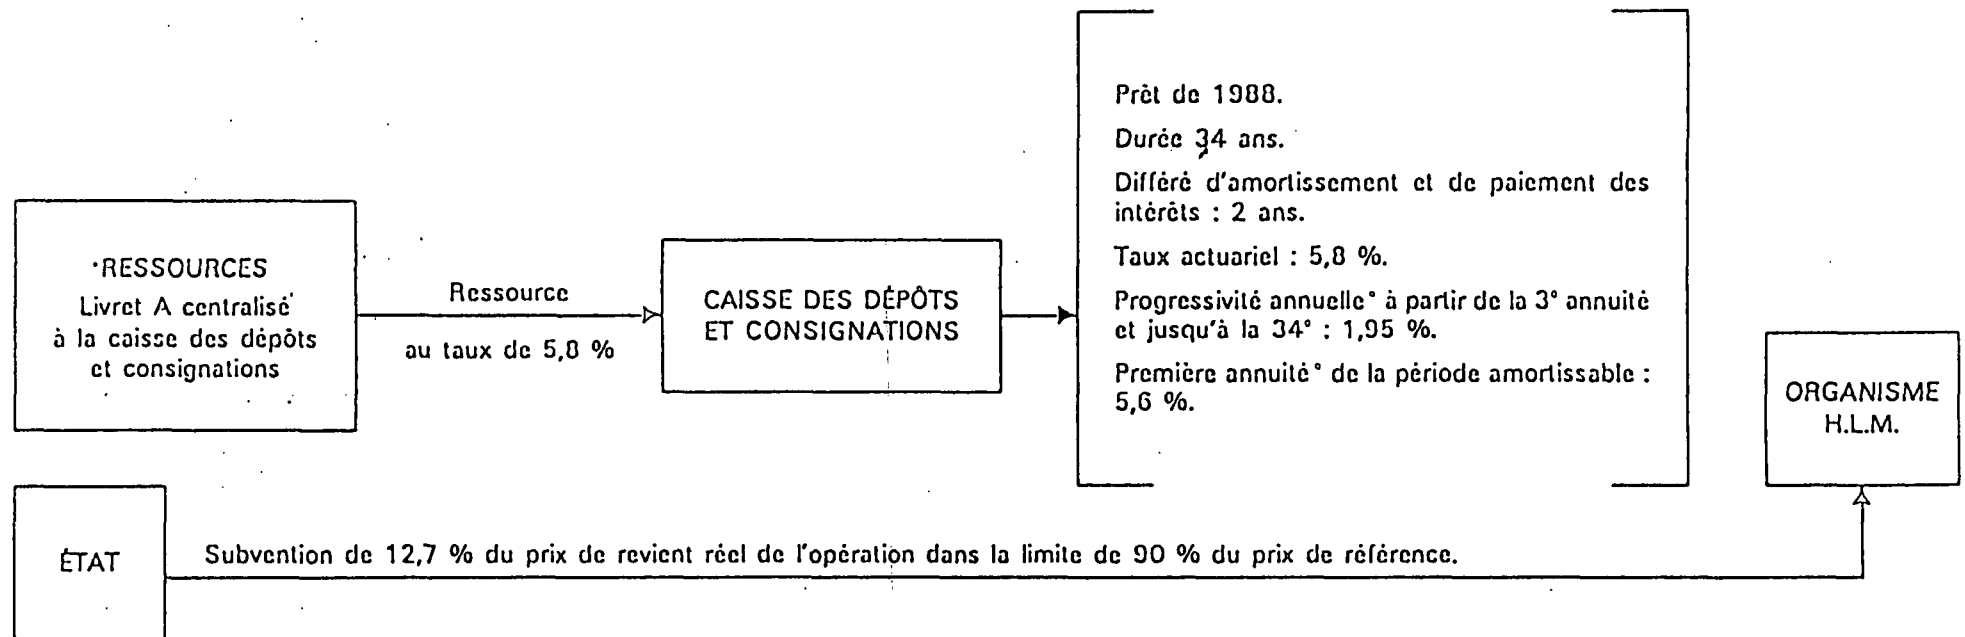 RESSOURCES
Livret A centralisé
à la caisse des dépôts
et consignations
Ressource
au taux de 5,8 %
CAISSE DES DÉPÔTS
ET CONSIGNATIONS
Prêt de 1988.
Durée 34 ans.
Différé d'amortissement et de paiement des
intérêts : 2 ans.
Taux actuariel : 5,8 %.
Progressivité annuelle* à partir de la 3° annuité
et jusqu'à la 34° : 1,95 %.
Première annuité* de la période amortissable :
5,6 %.
ORGANISME
H.L.M.
ÉTAT
Subvention de 12,7 % du prix de revient réel de l'opération dans la limite de 90 % du prix de référence.